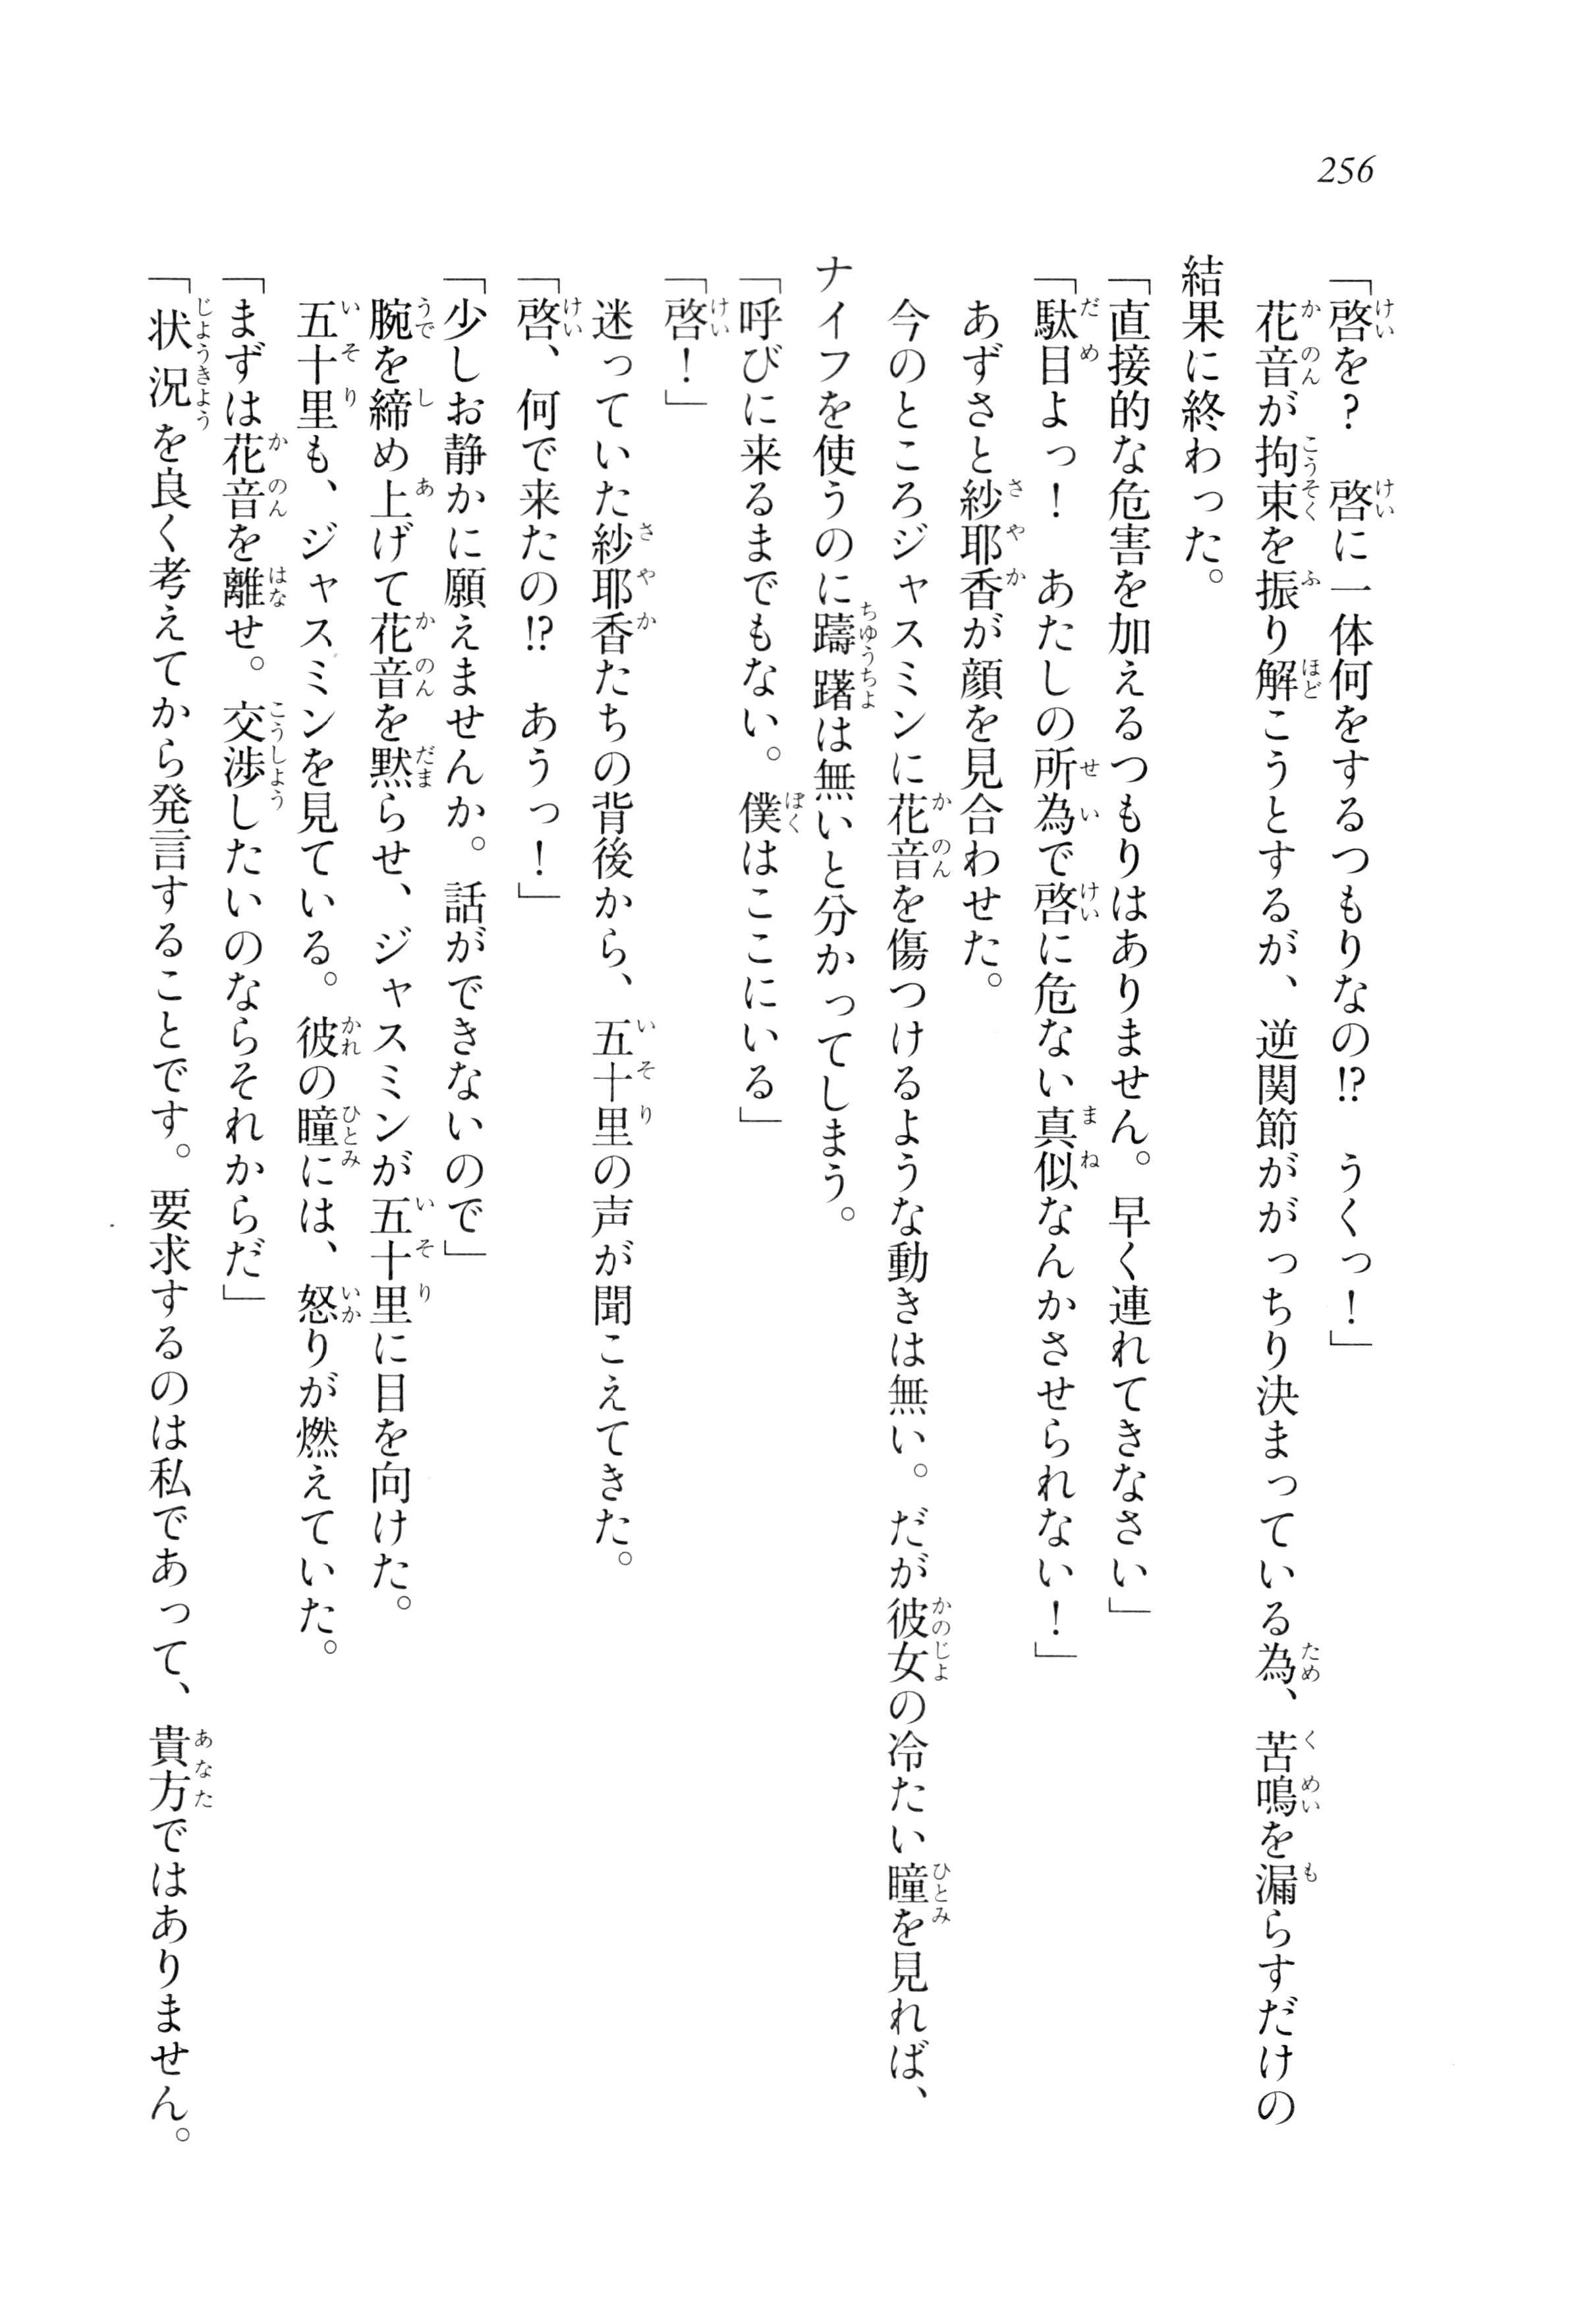 256
「啓を？　啓に一体何をするつもりなの!?　うくっ！」
　花音が拘束を振り解こうとするが、逆関節ががっちり決まっている為、苦鳴を漏らすだけの
結果に終わった。
「直接的な危害を加えるつもりはありません。早く連れてきなさい」
「駄目よっ！　あたしの所為で啓に危ない真似なんかさせられない！」
　あずさと紗耶香が顔を見合わせた。
　今のところジャスミンに花音を傷つけるような動きは無い。だが彼女の冷たい瞳を見れば、
ナイフを使うのに躊躇は無いと分かってしまう。
「呼びに来るまでもない。僕はここにいる」
「啓！」
　迷っていた紗耶香たちの背後から、五十里の声が聞こえてきた。
「啓、何で来たの!?　あうっ！」
「少しお静かに願えませんか。話ができないので」
　腕を締め上げて花音を黙らせ、ジャスミンが五十里に目を向けた。
　五十里も、ジャスミンを見ている。彼の瞳には、怒りが燃えていた。
「まずは花音を離せ。交渉したいのならそれからだ」
「状況を良く考えてから発言することです。要求するのは私であって、貴方ではありません。